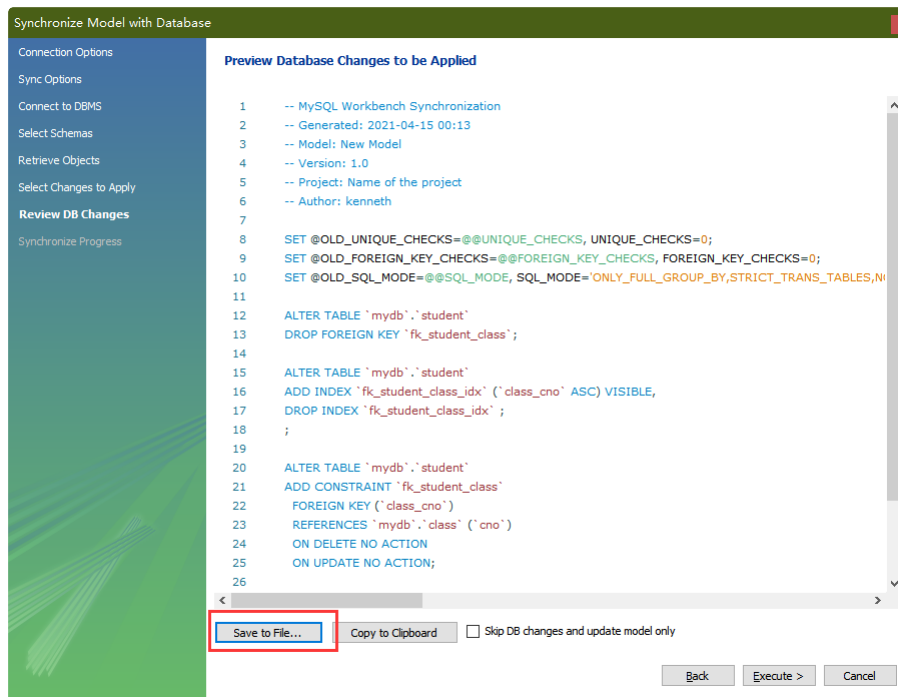 Synchronize Model with Database
Connection Options
Sync Options
Connect to DBMS
Select Schemas
Retrieve Objects
Select Changes to Apply
Review DB Changes
Synchronize Progress
Preview Database Changes to be Applied
1 -- MySQL Workbench Synchronization
2 -- Generated: 2021-04-15 00:13
3 -- Model: New Model
4 -- Version: 1.0
5 -- Project: Name of the project
6 -- Author: kenneth
7
8 SET @OLD_UNIQUE_CHECKS=@@UNIQUE_CHECKS, UNIQUE_CHECKS=0;
9 SET @OLD_FOREIGN_KEY_CHECKS=@@FOREIGN_KEY_CHECKS, FOREIGN_KEY_CHECKS=0;
10 SET @OLD_SQL_MODE=@@SQL_MODE, SQL_MODE='ONLY_FULL_GROUP_BY,STRICT_TRANS_TABLES,
11
12 ALTER TABLE `mydb`.`student`
13 DROP FOREIGN KEY `fk_student_class`;
14
15 ALTER TABLE `mydb`.`student`
16 ADD INDEX `fk_student_class_idx` (`class_cno` ASC) VISIBLE,
17 DROP INDEX `fk_student_class_idx` ;
18 ;
19
20 ALTER TABLE `mydb`.`student`
21 ADD CONSTRAINT `fk_student_class`
22 FOREIGN KEY (`class_cno`)
23 REFERENCES `mydb`.`class` (`cno`)
24 ON DELETE NO ACTION
25 ON UPDATE NO ACTION;
26
Save to File... Copy to Clipboard Skip DB changes and update model only
Back Execute > Cancel